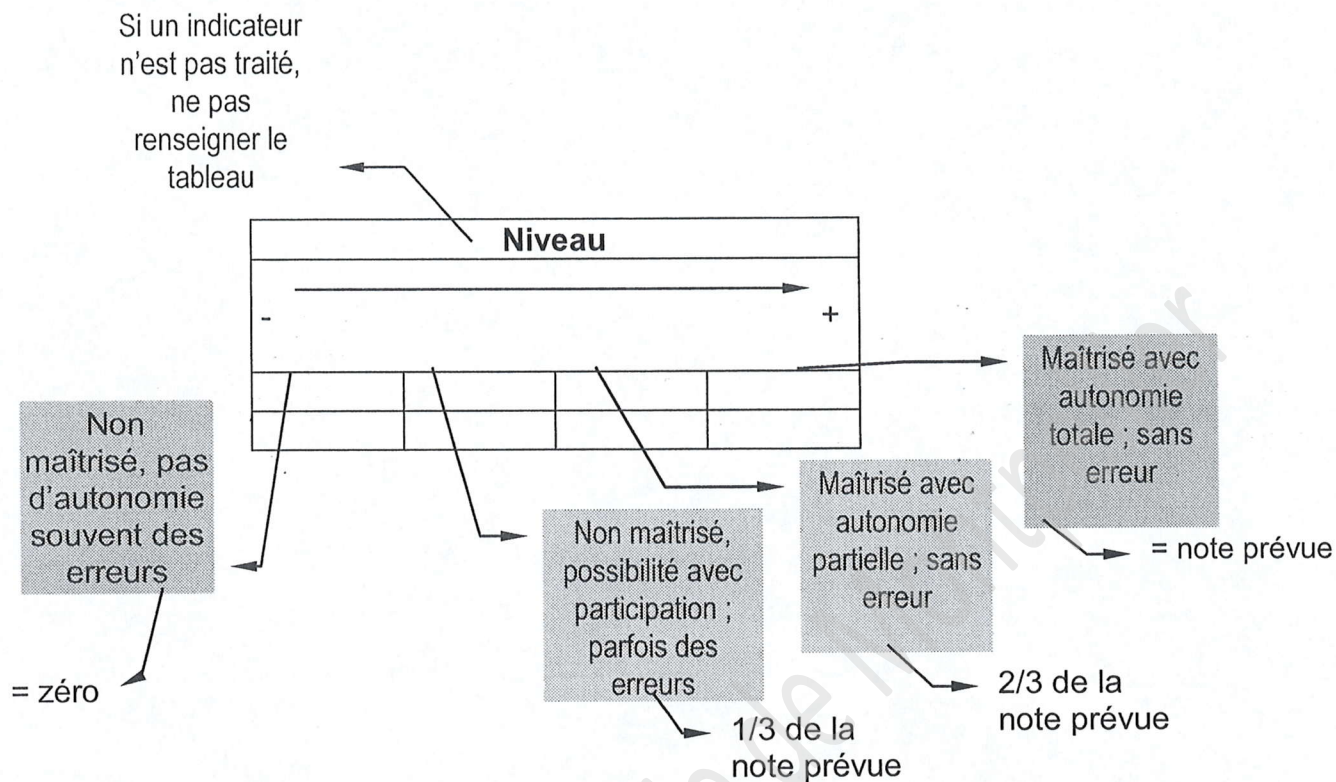 Si un indicateur
n'est pas traité,
ne pas
renseigner le
tableau
Niveau
-
+
Non
maîtrisé, pas
d'autonomie
souvent des
erreurs
= zéro
Non maîtrisé,
possibilité avec
participation ;
parfois des
erreurs
1/3 de la
note prévue
Maîtrisé avec
autonomie
partielle ; sans
erreur
2/3 de la
note prévue
Maîtrisé avec
autonomie
totale ; sans
erreur
= note prévue